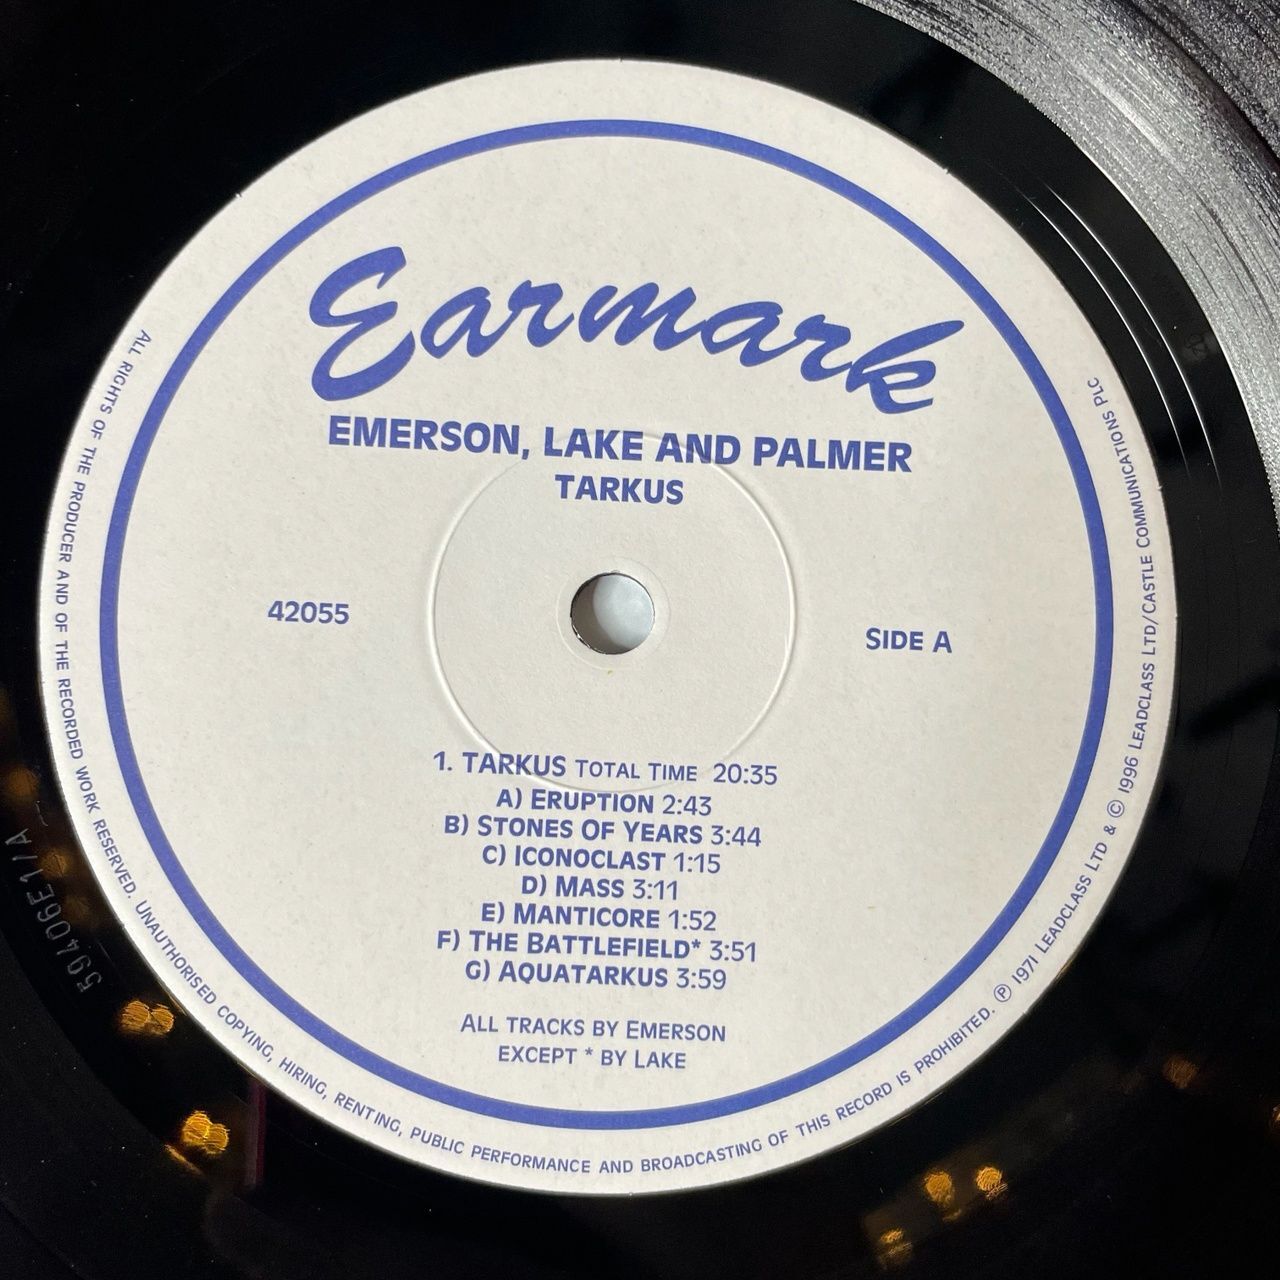 Earmark
EMERSON, LAKE AND PALMER
TARKUS
42055
SIDE A
1. TARKUS TOTAL TIME 20:35
A) ERUPTION 2:43
B) STONES OF YEARS 3:44
C) ICONOCLAST 1:15
D) MASS 3:11
E) MANTICORE 1:52
F) THE BATTLEFIELD* 3:51
G) AQUATARKUS 3:59
ALL TRACKS BY EMERSON
EXCEPT * BY LAKE
ALL RIGHTS OF THE PRODUCER AND OF THE RECORDED WORK RESERVED. UNAUTHORISED COPYING, HIRING, RENTING, PUBLIC PERFORMANCE AND BROADCASTING OF THIS RECORD IS PROHIBITED. ℗ 1971 LEADCLASS LTD & © 1996 LEADCLASS LTD/CASTLE COMMUNICATIONS PLC
59406E1/A